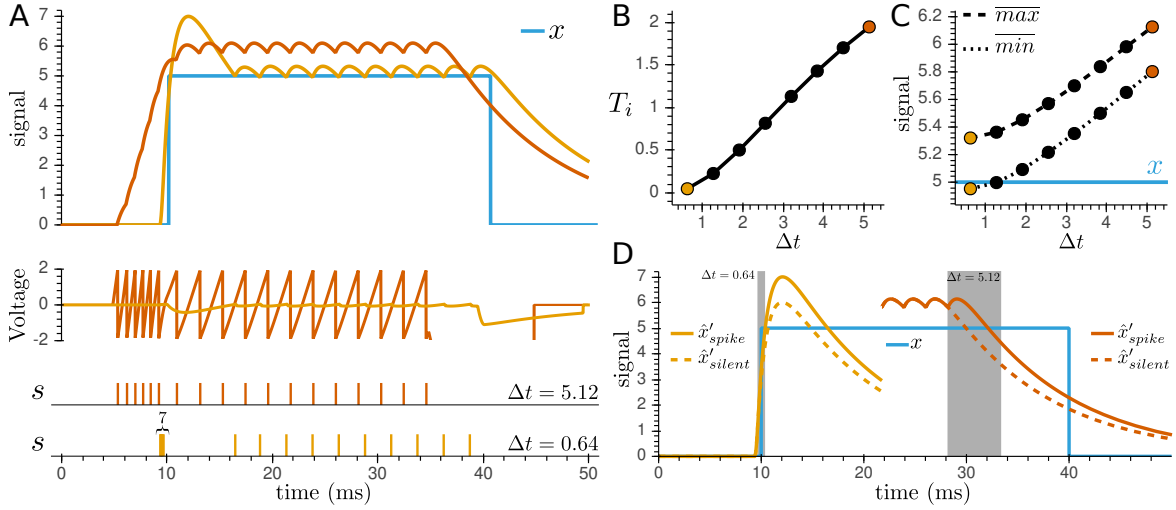 A
signal
7
6
5
4
3
2
1
0
x
Voltage
2
0
-2
s
Δt = 5.12
7
s
Δt = 0.64
0
10
20
30
40
50
time (ms)
B
T_i
2
1.5
1
0.5
0
1
2
3
4
5
Δt
C
max
min
signal
6.2
6
5.8
5.6
5.4
5.2
5
x
1
2
3
4
5
Δt
D
signal
7
6
5
4
3
2
1
0
Δt = 0.64
Δt = 5.12
x̂′_spike
x̂′_silent
x
x̂′_spike
x̂′_silent
0
10
20
30
40
time (ms)